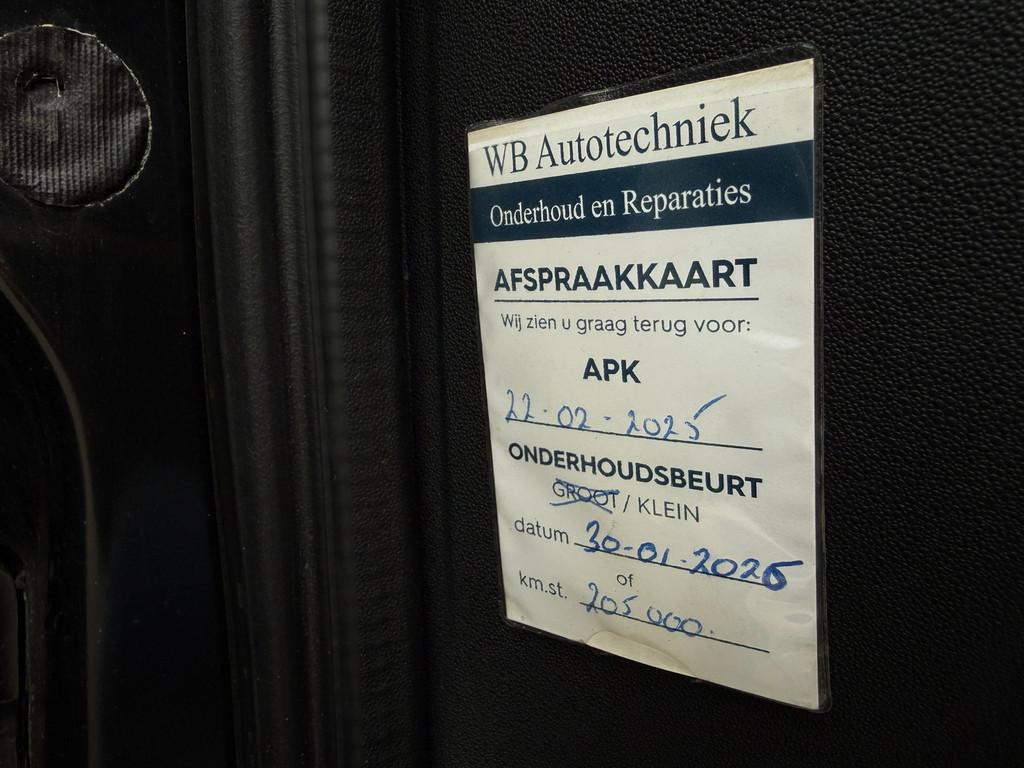 WB Autotechniek
Onderhoud en Reparaties
AFSPRAAKKAART
Wij zien u graag terug voor:
APK
22-02-2025
ONDERHOUDSBEURT
GROOT / KLEIN
datum 30-01-2025
of
km.st. 205 000.